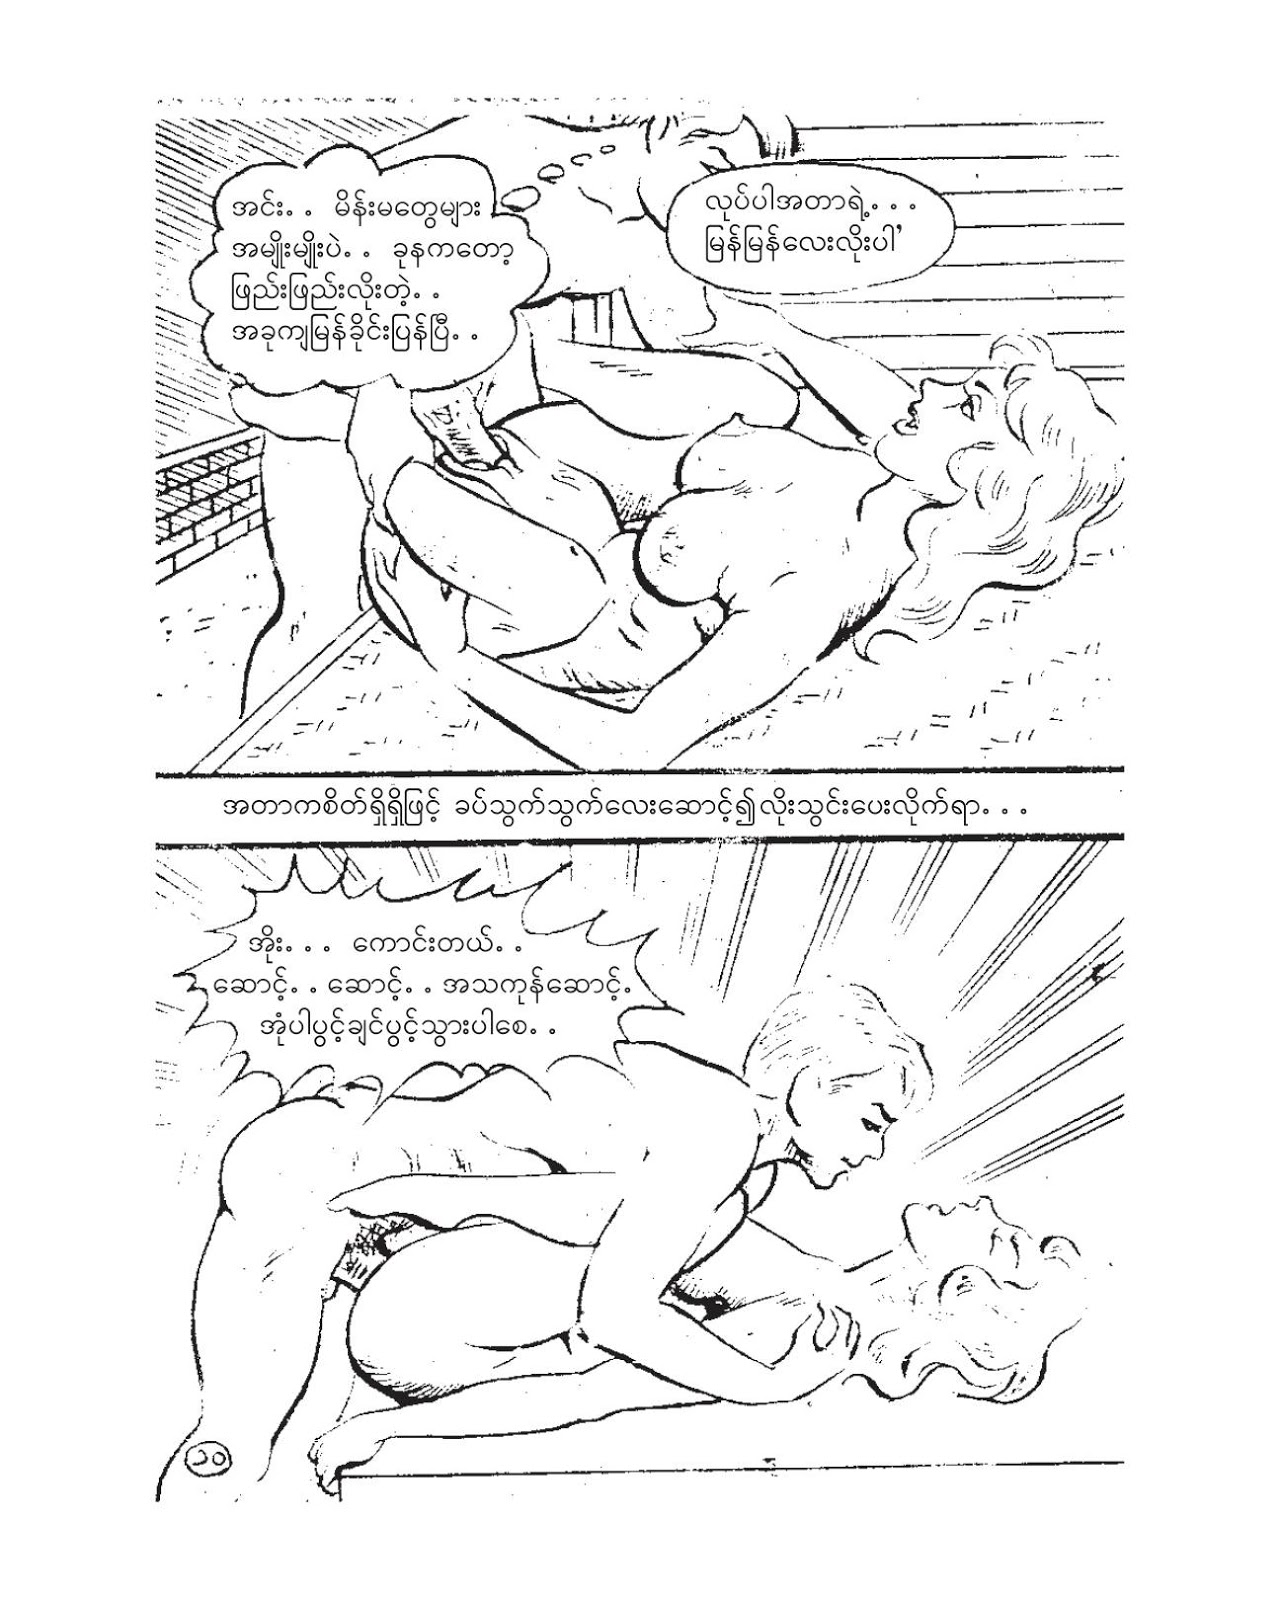 အင်း. . မိန်းမတွေများ
အမျိုးမျိုးပဲ. . ခုနကတော့
ဖြည်းဖြည်းလိုးတဲ့. .
အခုကျမြန်ခိုင်းပြန်ပြီ. .
လုပ်ပါအတာရဲ့. . .
မြန်မြန်လေးလိုးပါ'
အတာကစိတ်ရှိရှိဖြင့် ခပ်သွက်သွက်လေးဆောင့်၍လိုးသွင်းပေးလိုက်ရာ. . .
အိုး. . . ကောင်းတယ်. .
ဆောင့်. . ဆောင့်. . အသကုန်ဆောင့်.
အုံပါပွင့်ချင်ပွင့်သွားပါစေ. .
၁၀